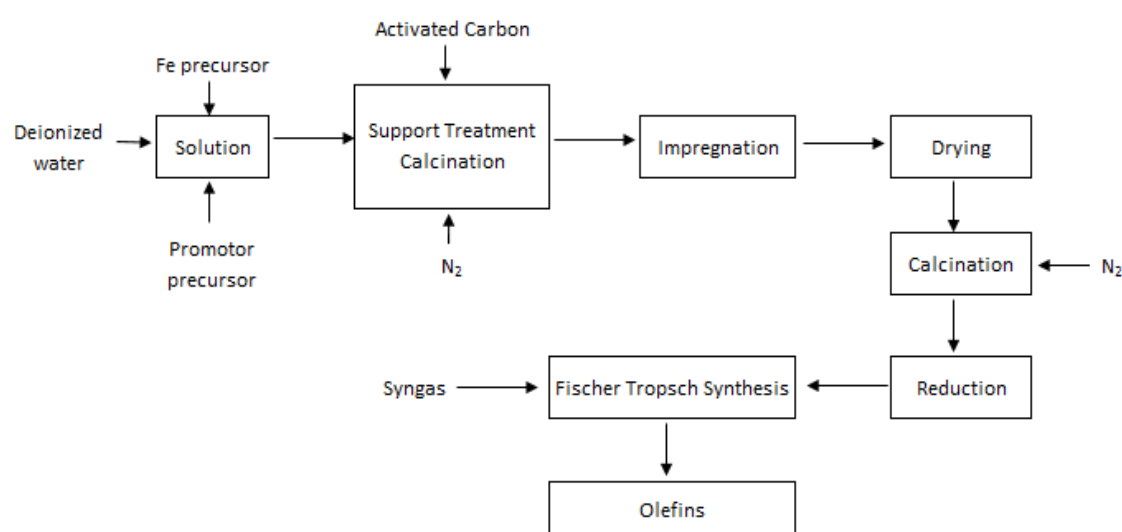 Activated Carbon
Fe precursor
Deionized
water
Solution
Support Treatment
Calcination
Impregnation
Drying
Promotor
precursor
N₂
Calcination
N₂
Syngas
Fischer Tropsch Synthesis
Reduction
Olefins